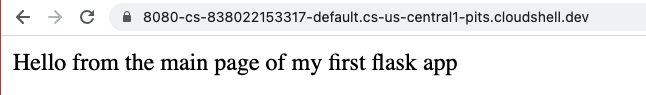 8080-cs-838022153317-default.cs-us-central1-pits.cloudshell.dev
Hello from the main page of my first flask app